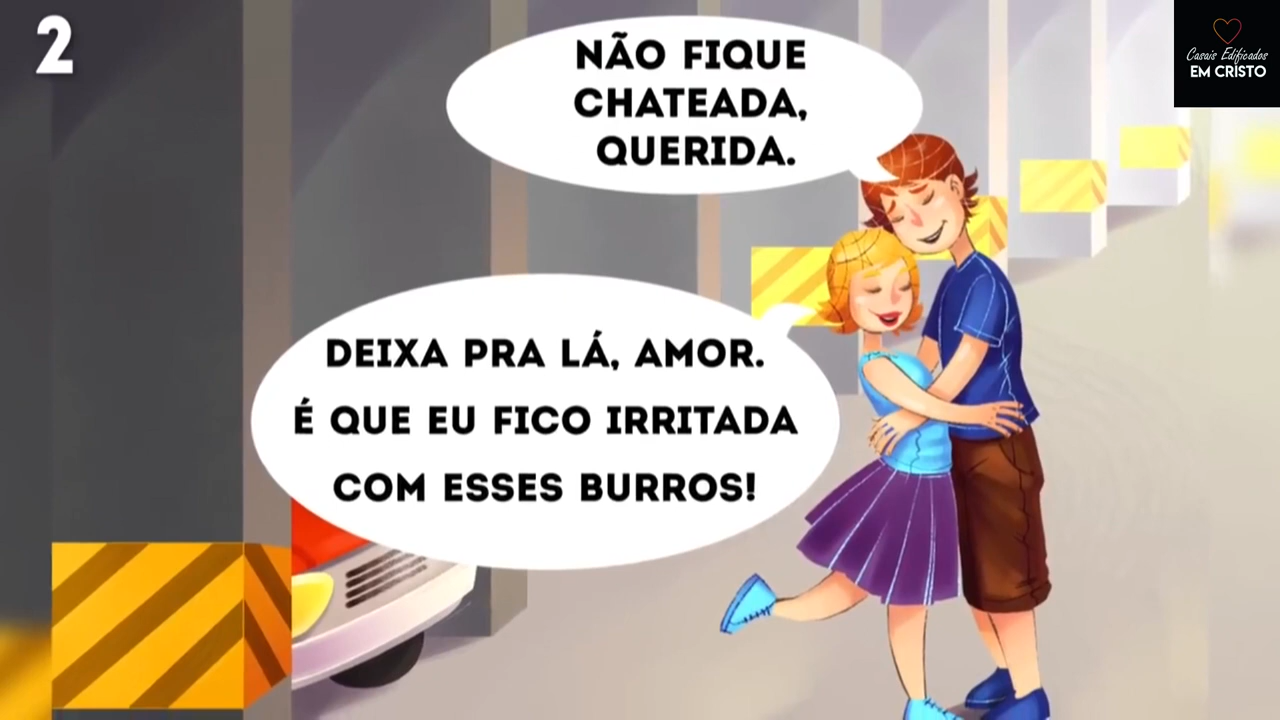 2
NÃO FIQUE
CHATEADA,
QUERIDA.
DEIXA PRA LÁ, AMOR.
É QUE EU FICO IRRITADA
COM ESSES BURROS!
Casais Edificados
EM CRISTO